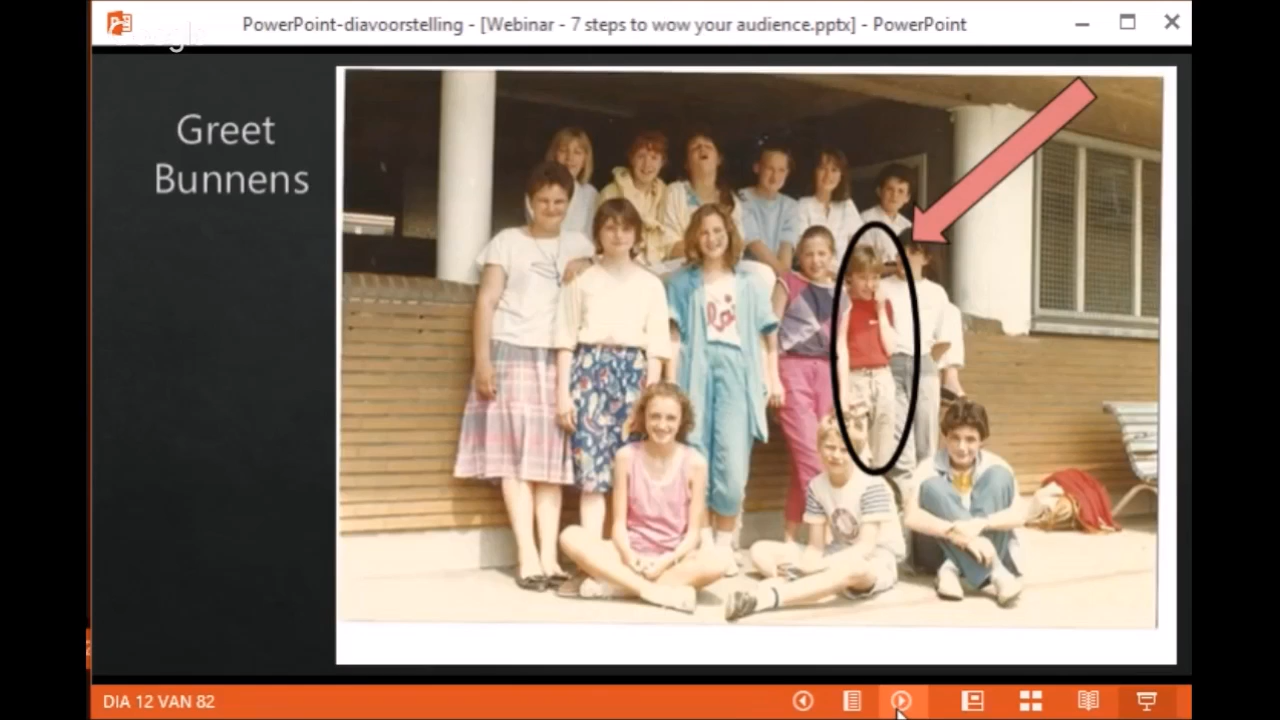 PowerPoint-diavoorstelling - [Webinar - 7 steps to wow your audience.pptx] - PowerPoint
Greet
Bunnens
DIA 12 VAN 82